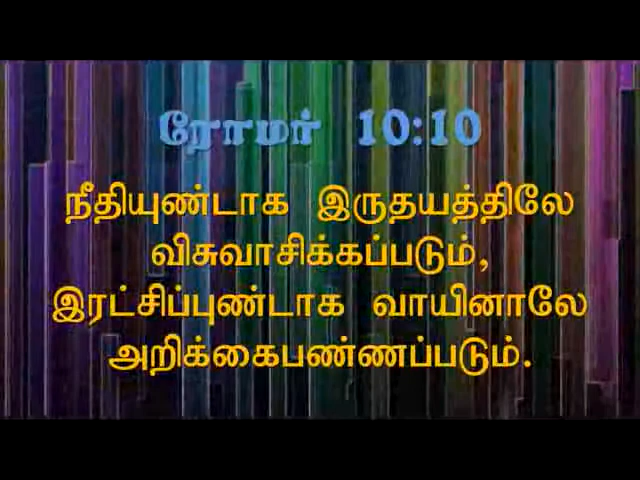 ரோமர் 10:10
நீதியுண்டாக இருதயத்திலே
விசுவாசிக்கப்படும்,
இரட்சிப்புண்டாக வாயினாலே
அறிக்கைபண்ணப்படும்.